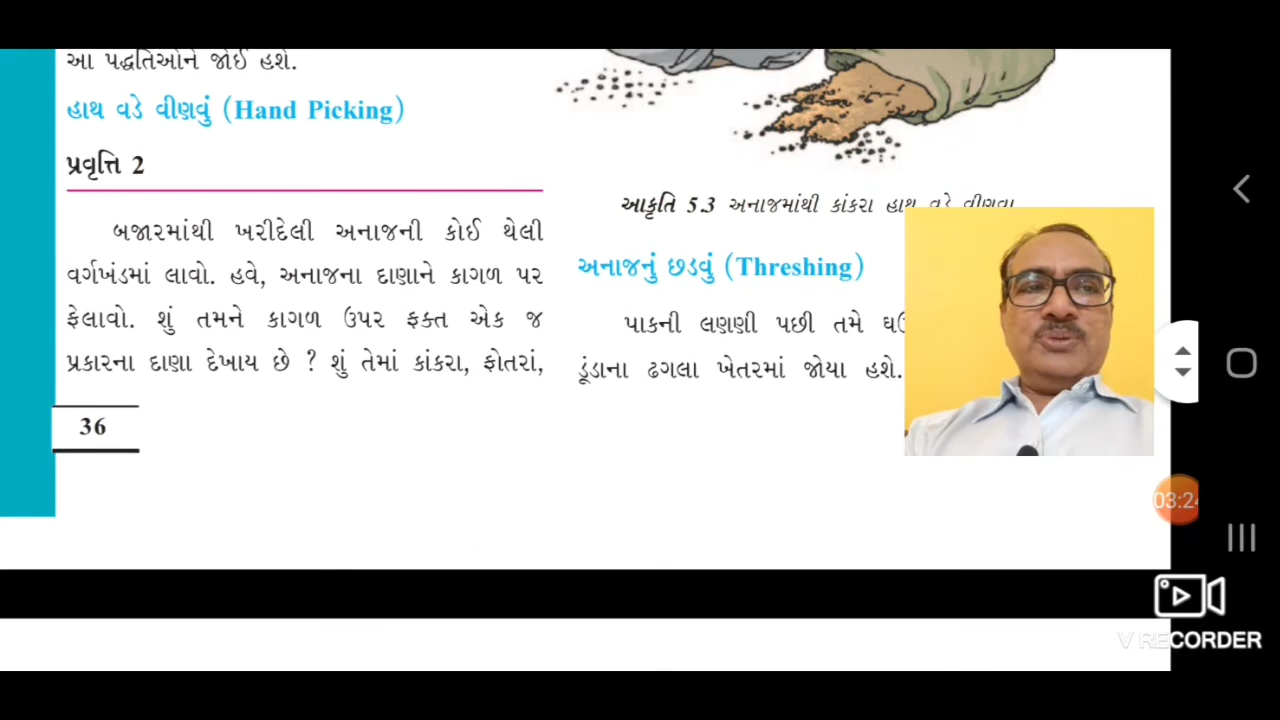 આ પદ્ધતિઓને જોઈ હશે.
હાથ વડે વીણવું (Hand Picking)
પ્રવૃત્તિ 2
બજારમાંથી ખરીદેલી અનાજની કોઈ થેલી
વર્ગખંડમાં લાવો. હવે, અનાજના દાણાને કાગળ પર
ફેલાવો. શું તમને કાગળ ઉપર ફક્ત એક જ
પ્રકારના દાણા દેખાય છે ? શું તેમાં કાંકરા, ફોતરાં,
36
આકૃતિ 5.3 અનાજમાંથી કાંકરા હાથ વડે વીણવા
અનાજનું છડવું (Threshing)
પાકની લણણી પછી તમે
ડૂંડાના ઢગલા ખેતરમાં જોયા હશે.
03:24
V RECORDER